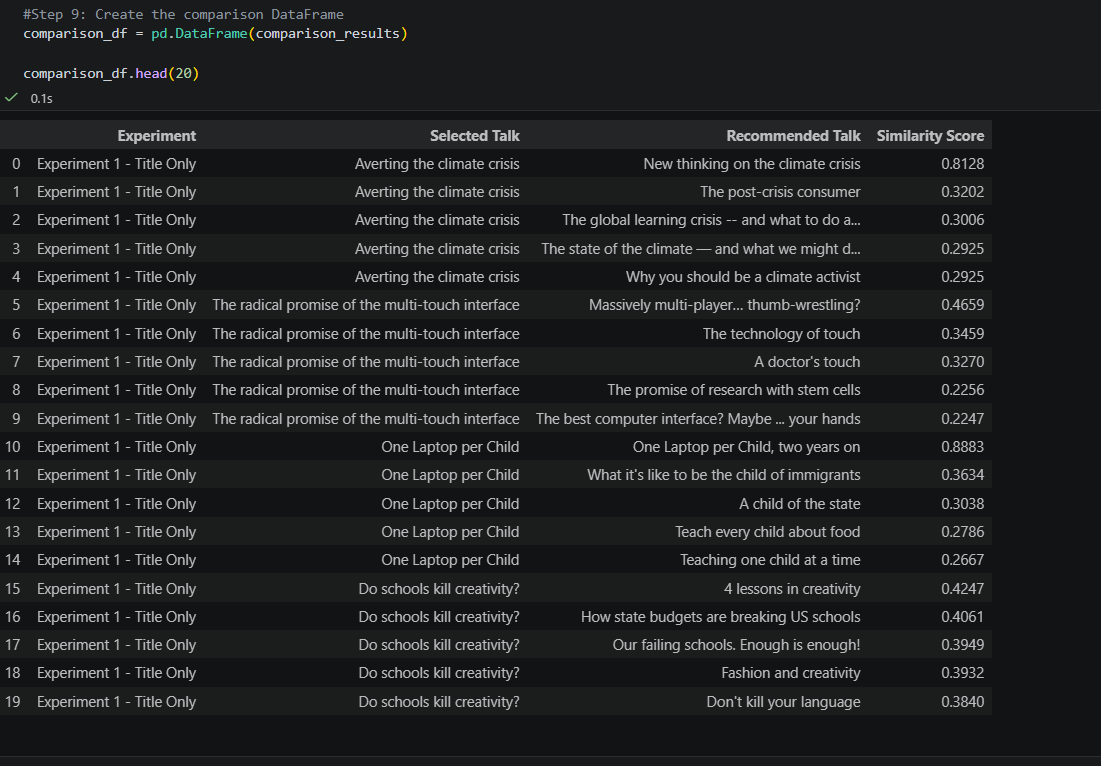 #Step 9: Create the comparison DataFrame
comparison_df = pd.DataFrame(comparison_results)
comparison_df.head(20)
0.1s
Experiment Selected Talk Recommended Talk Similarity Score
0 Experiment 1 - Title Only Averting the climate crisis New thinking on the climate crisis 0.8128
1 Experiment 1 - Title Only Averting the climate crisis The post-crisis consumer 0.3202
2 Experiment 1 - Title Only Averting the climate crisis The global learning crisis -- and what to do a... 0.3006
3 Experiment 1 - Title Only Averting the climate crisis The state of the climate — and what we might d... 0.2925
4 Experiment 1 - Title Only Averting the climate crisis Why you should be a climate activist 0.2925
5 Experiment 1 - Title Only The radical promise of the multi-touch interface Massively multi-player... thumb-wrestling? 0.4659
6 Experiment 1 - Title Only The radical promise of the multi-touch interface The technology of touch 0.3459
7 Experiment 1 - Title Only The radical promise of the multi-touch interface A doctor's touch 0.3270
8 Experiment 1 - Title Only The radical promise of the multi-touch interface The promise of research with stem cells 0.2256
9 Experiment 1 - Title Only The radical promise of the multi-touch interface The best computer interface? Maybe ... your hands 0.2247
10 Experiment 1 - Title Only One Laptop per Child One Laptop per Child, two years on 0.8883
11 Experiment 1 - Title Only One Laptop per Child What it's like to be the child of immigrants 0.3634
12 Experiment 1 - Title Only One Laptop per Child A child of the state 0.3038
13 Experiment 1 - Title Only One Laptop per Child Teach every child about food 0.2786
14 Experiment 1 - Title Only One Laptop per Child Teaching one child at a time 0.2667
15 Experiment 1 - Title Only Do schools kill creativity? 4 lessons in creativity 0.4247
16 Experiment 1 - Title Only Do schools kill creativity? How state budgets are breaking US schools 0.4061
17 Experiment 1 - Title Only Do schools kill creativity? Our failing schools. Enough is enough! 0.3949
18 Experiment 1 - Title Only Do schools kill creativity? Fashion and creativity 0.3932
19 Experiment 1 - Title Only Do schools kill creativity? Don't kill your language 0.3840